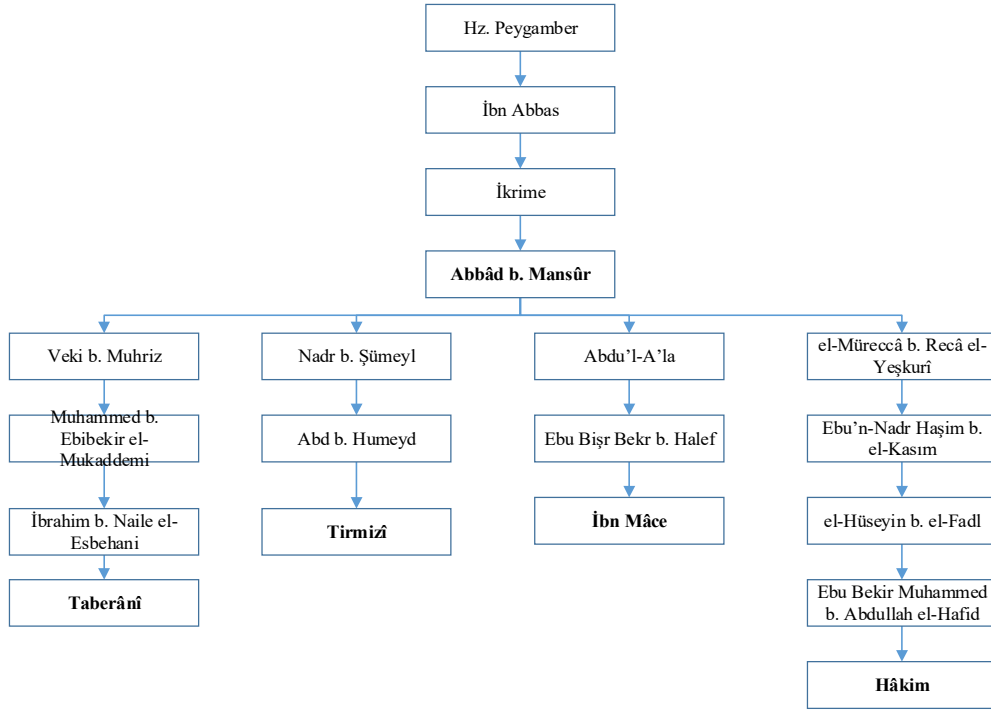 Hz. Peygamber
İbn Abbas
İkrime
Abbâd b. Mansûr
Veki b. Muhriz
Nadr b. Şümeyl
Abdu’l-A’la
el-Müreccâ b. Recâ el-
Yeşkurî
Muhammed b.
Ebibekir el-
Mukaddemi
Abd b. Humeyd
Ebu Bişr Bekr b. Halef
Ebu’n-Nadr Haşim b.
el-Kasım
İbrahim b. Naile el-
Esbehani
Tirmizî
İbn Mâce
el-Hüseyin b. el-Fadl
Taberânî
Ebu Bekir Muhammed
b. Abdullah el-Hafid
Hâkim